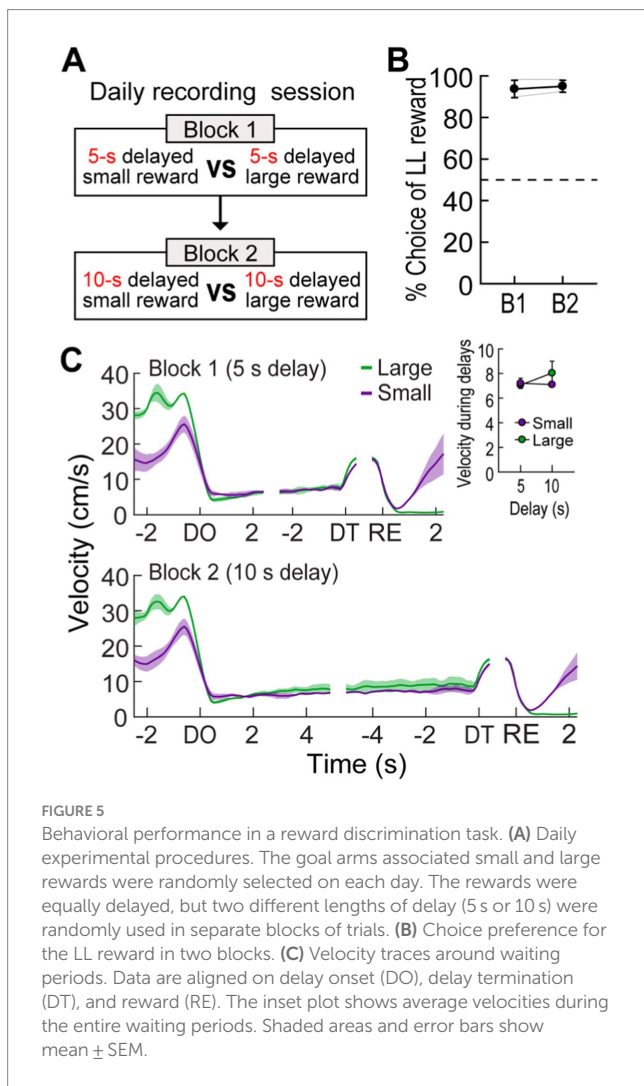 A
Daily recording session
Block 1
5-s delayed small reward VS 5-s delayed large reward
Block 2
10-s delayed small reward VS 10-s delayed large reward
B
% Choice of LL reward
100
80
60
40
20
0
B1 B2
C
Block 1 (5 s delay)
Large
Small
Velocity (cm/s)
40
30
20
10
0
-2 DO 2 -2 DT RE 2
Velocity during delays
10
8
6
4
2
0
Small
Large
5 10
Delay (s)
Block 2 (10 s delay)
40
30
20
10
0
-2 DO 2 4 -4 -2 DT RE 2
Time (s)
FIGURE 5
Behavioral performance in a reward discrimination task. (A) Daily
experimental procedures. The goal arms associated small and large
rewards were randomly selected on each day. The rewards were
equally delayed, but two different lengths of delay (5 s or 10 s) were
randomly used in separate blocks of trials. (B) Choice preference for
the LL reward in two blocks. (C) Velocity traces around waiting
periods. Data are aligned on delay onset (DO), delay termination
(DT), and reward (RE). The inset plot shows average velocities during
the entire waiting periods. Shaded areas and error bars show
mean ± SEM.